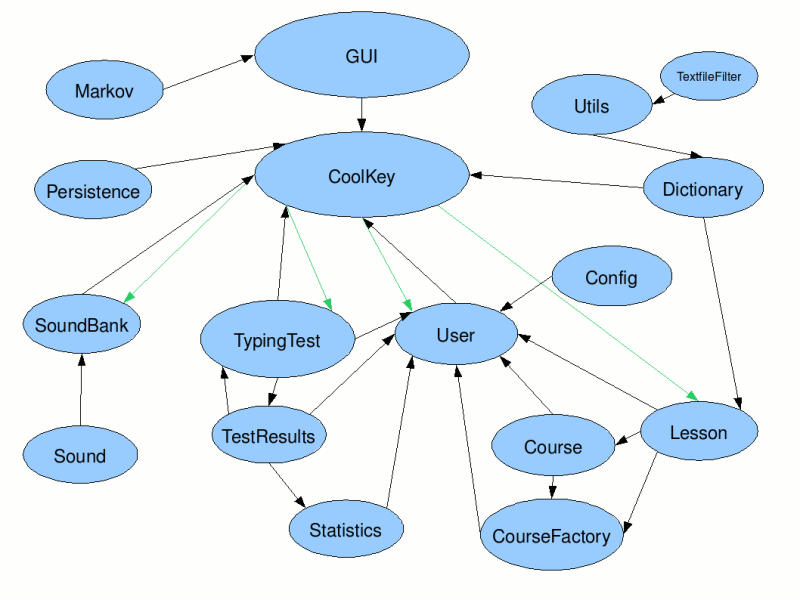 GUI
Markov
TextfileFilter
Utils
CoolKey
Persistence
Dictionary
Config
SoundBank
TypingTest
User
TestResults
Lesson
Sound
Course
Statistics
CourseFactory